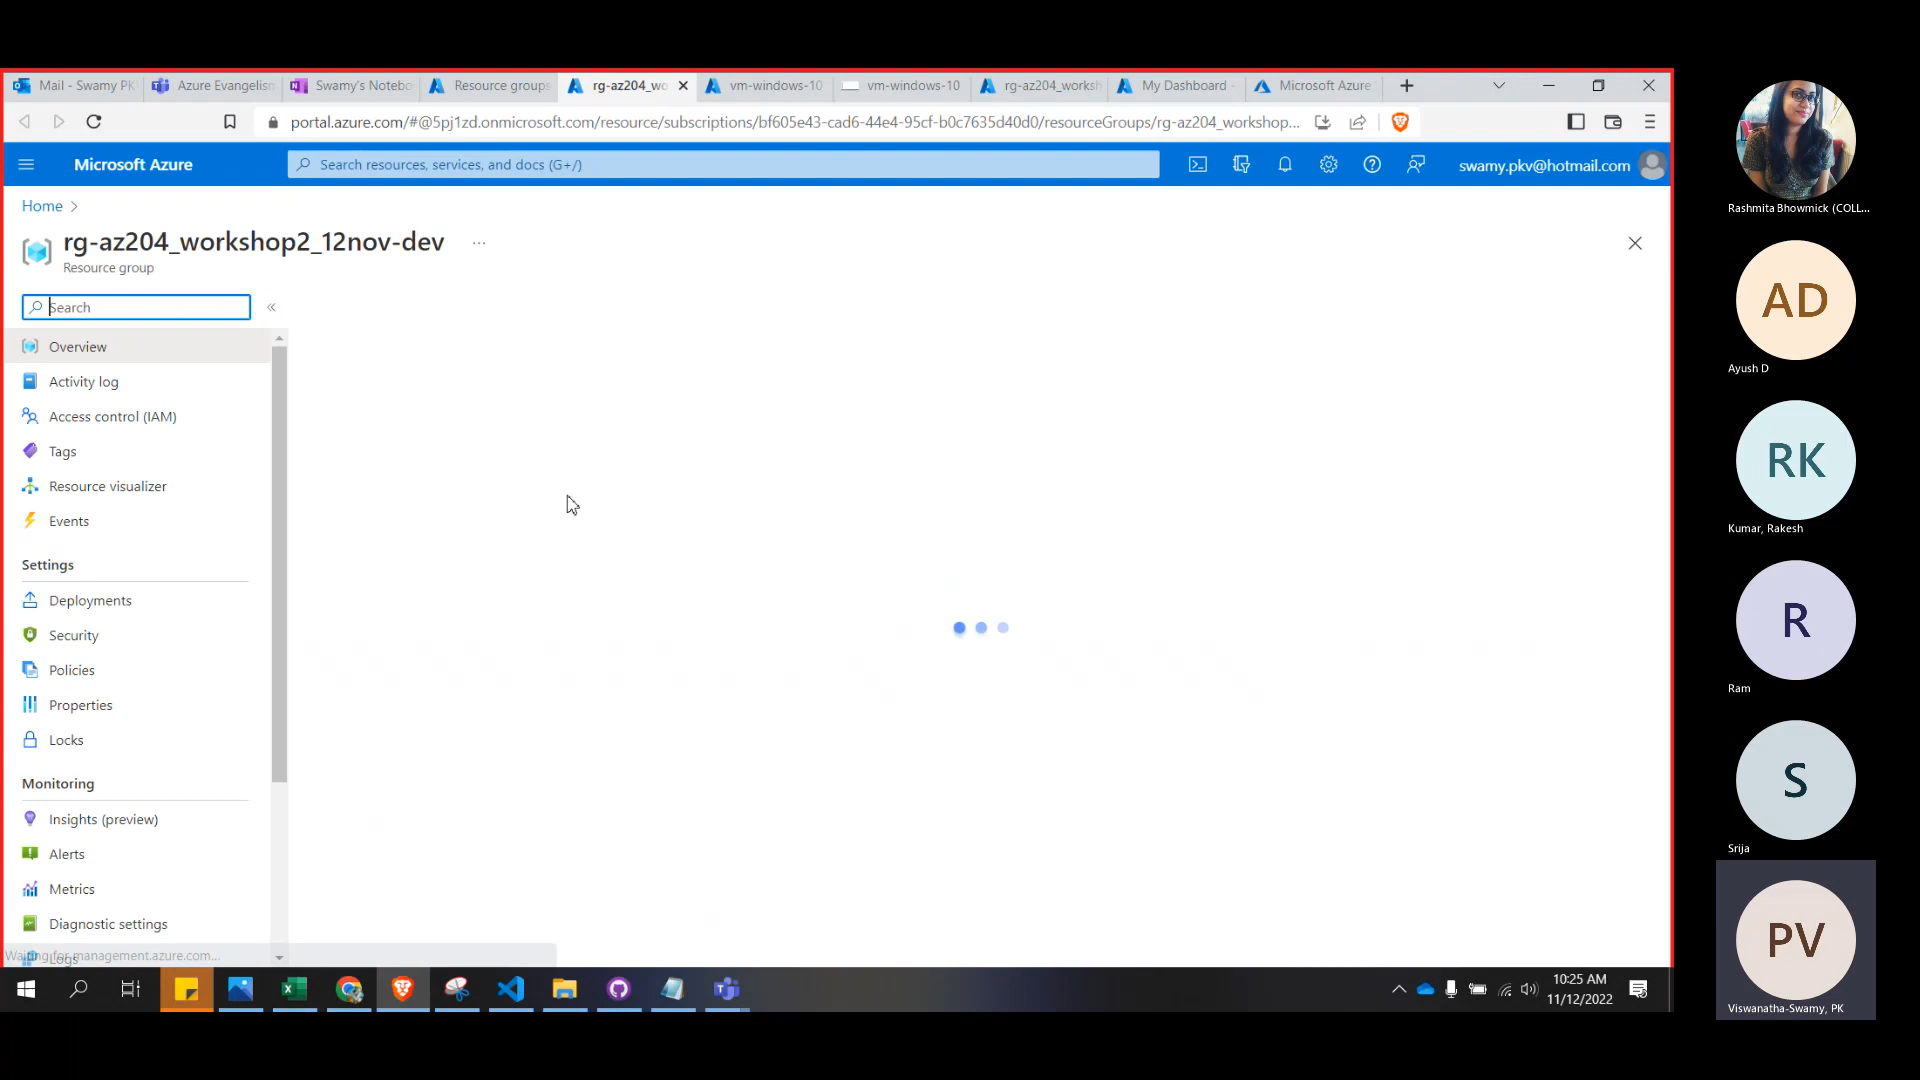 Mail - Swamy PK
Azure Evangelism
Swamy's Notebo
Resource groups
rg-az204_wo
vm-windows-10
vm-windows-10
rg-az204_worksh
My Dashboard -
Microsoft Azure
portal.azure.com/#@5pj1zd.onmicrosoft.com/resource/subscriptions/bf605e43-cad6-44e4-95cf-b0c7635d40d0/resourceGroups/rg-az204_workshop...
Microsoft Azure
Search resources, services, and docs (G+/)
swamy.pkv@hotmail.com
Home
rg-az204_workshop2_12nov-dev
...
Resource group
Search
Overview
Activity log
Access control (IAM)
Tags
Resource visualizer
Events
Settings
Deployments
Security
Policies
Properties
Locks
Monitoring
Insights (preview)
Alerts
Metrics
Diagnostic settings
Logs
Waiting for management.azure.com...
10:25 AM
11/12/2022
Rashmita Bhowmick (COLL...
AD
Ayush D
RK
Kumar, Rakesh
R
Ram
S
Srija
PV
Viswanatha-Swamy, PK